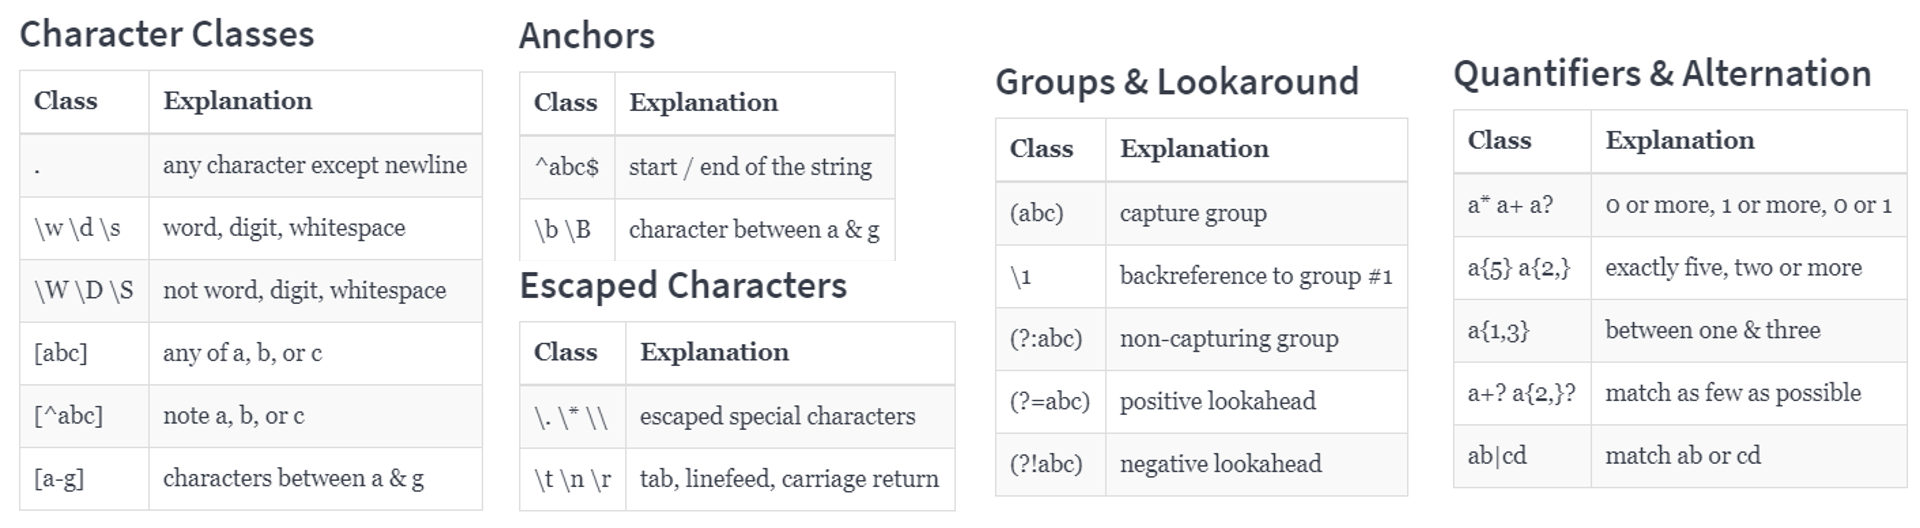 Character Classes
Class Explanation
. any character except newline
\w \d \s word, digit, whitespace
\W \D \S not word, digit, whitespace
[abc] any of a, b, or c
[^abc] note a, b, or c
[a-g] characters between a & g
Anchors
Class Explanation
^abc$ start / end of the string
\b \B character between a & g
Escaped Characters
Class Explanation
\. \* \\ escaped special characters
\t \n \r tab, linefeed, carriage return
Groups & Lookaround
Class Explanation
(abc) capture group
\1 backreference to group #1
(?:abc) non-capturing group
(?=abc) positive lookahead
(?!abc) negative lookahead
Quantifiers & Alternation
Class Explanation
a* a+ a? 0 or more, 1 or more, 0 or 1
a{5} a{2,} exactly five, two or more
a{1,3} between one & three
a+? a{2,}? match as few as possible
ab|cd match ab or cd